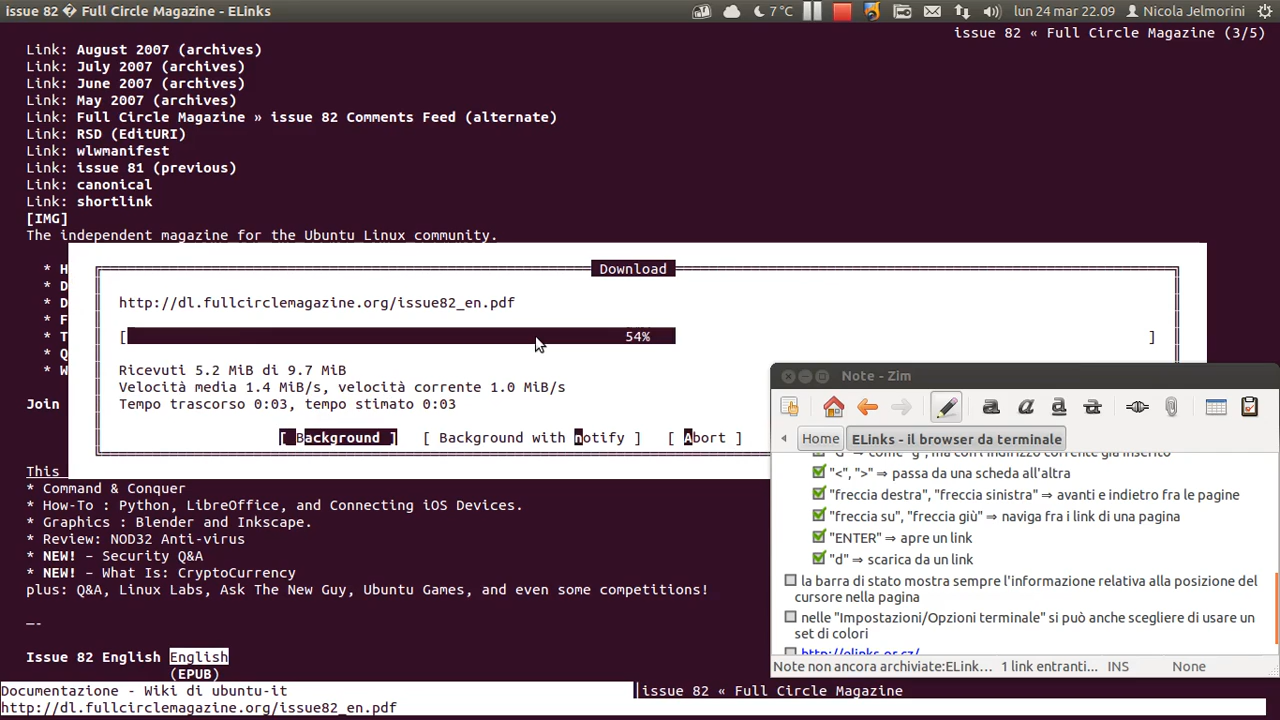 issue 82 � Full Circle Magazine - ELinks
7 °C
lun 24 mar 22.09
Nicola Jelmorini
issue 82 « Full Circle Magazine (3/5)
Link: August 2007 (archives)
Link: July 2007 (archives)
Link: June 2007 (archives)
Link: May 2007 (archives)
Link: Full Circle Magazine » issue 82 Comments Feed (alternate)
Link: RSD (EditURI)
Link: wlwmanifest
Link: issue 81 (previous)
Link: canonical
Link: shortlink
[IMG]
The independent magazine for the Ubuntu Linux community.
* H
* D
* D
* F
* T
* Q
* W
Join
This
Download
http://dl.fullcirclemagazine.org/issue82_en.pdf
[ 54% ]
Ricevuti 5.2 MiB di 9.7 MiB
Velocità media 1.4 MiB/s, velocità corrente 1.0 MiB/s
Tempo trascorso 0:03, tempo stimato 0:03
[ Background ] [ Background with notify ] [ Abort ]
* Command & Conquer
* How-To : Python, LibreOffice, and Connecting iOS Devices.
* Graphics : Blender and Inkscape.
* Review: NOD32 Anti-virus
* NEW! – Security Q&A
* NEW! – What Is: CryptoCurrency
plus: Q&A, Linux Labs, Ask The New Guy, Ubuntu Games, and even some competitions!
—-
Issue 82 English English
(EPUB)
Documentazione - Wiki di ubuntu-it
issue 82 « Full Circle Magazine
http://dl.fullcirclemagazine.org/issue82_en.pdf
Note - Zim
Home
ELinks - il browser da terminale
"G" ⇒ come "g", ma con l'indirizzo corrente già inserito
"<", ">" ⇒ passa da una scheda all'altra
"freccia destra", "freccia sinistra" ⇒ avanti e indietro fra le pagine
"freccia su", "freccia giù" ⇒ naviga fra i link di una pagina
"ENTER" ⇒ apre un link
"d" ⇒ scarica da un link
la barra di stato mostra sempre l'informazione relativa alla posizione del
cursore nella pagina
nelle "Impostazioni/Opzioni terminale" si può anche scegliere di usare un
set di colori
http://elinks.or.cz/
Note non ancora archiviate:ELink...
1 link entranti...
INS
None